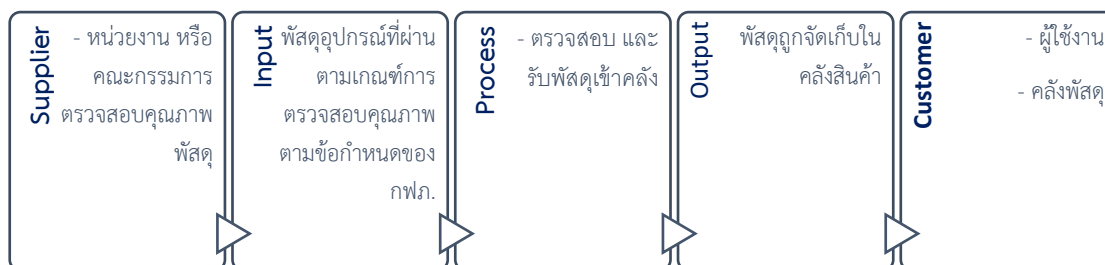 Supplier
- หน่วยงาน หรือ
คณะกรรมการ
ตรวจสอบคุณภาพ
พัสดุ
Input
พัสดุอุปกรณ์ที่ผ่าน
ตามเกณฑ์การ
ตรวจสอบคุณภาพ
ตามข้อกำหนดของ
กฟภ.
Process
- ตรวจสอบ และ
รับพัสดุเข้าคลัง
Output
พัสดุถูกจัดเก็บใน
คลังสินค้า
Customer
- ผู้ใช้งาน
- คลังพัสดุ